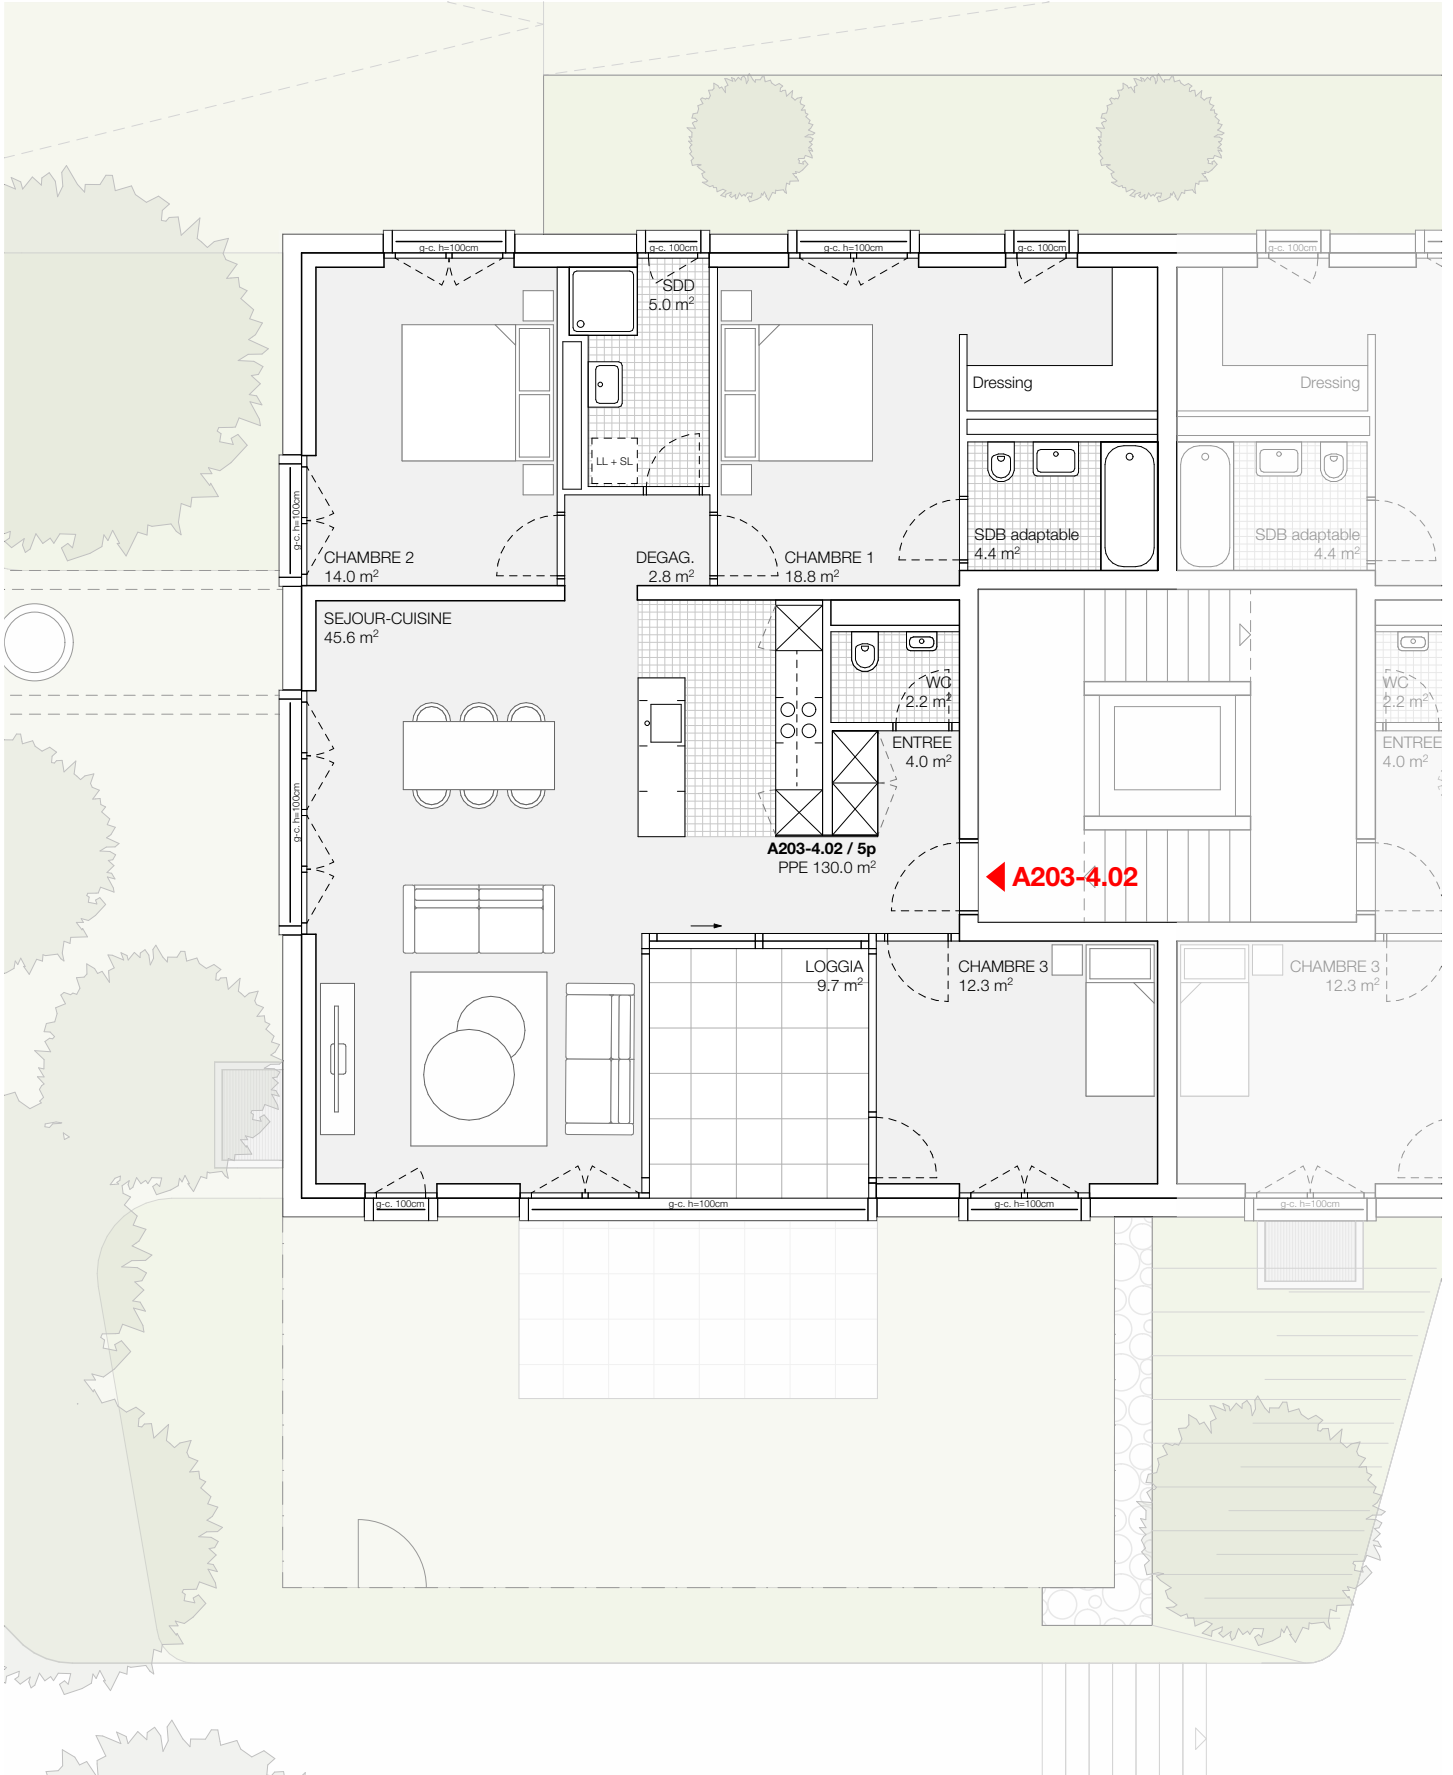 g-c. h=100cm
g-c. 100cm
g-c. h=100cm
g-c. 100cm
g-c. 100cm
g-c. h=
SDD
5.0 m²
Dressing
Dressing
LL + SL
g-c. h=100cm
CHAMBRE 2
14.0 m²
DEGAG.
2.8 m²
CHAMBRE 1
18.8 m²
SDB adaptable
4.4 m²
SDB adaptable
4.4 m²
SEJOUR-CUISINE
45.6 m²
WC
2.2 m²
WC
2.2 m²
ENTREE
4.0 m²
ENTREE
4.0 m²
g-c. h=100cm
A203-4.02 / 5p
PPE 130.0 m²
A203-4.02
LOGGIA
9.7 m²
CHAMBRE 3
12.3 m²
CHAMBRE 3
12.3 m²
g-c. 100cm
g-c. h=100cm
g-c. h=100cm
g-c. h=100cm